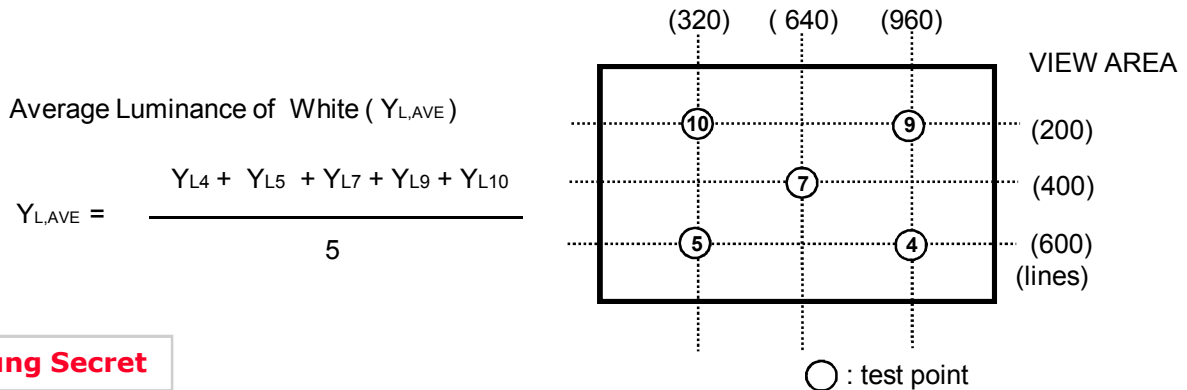 (320) ( 640) (960)
VIEW AREA
Average Luminance of White ( YL,AVE )
10 9 (200)
YL4 + YL5 + YL7 + YL9 + YL10
YL,AVE =
5
7 (400)
5 4 (600)
(lines)
Secret
: test point